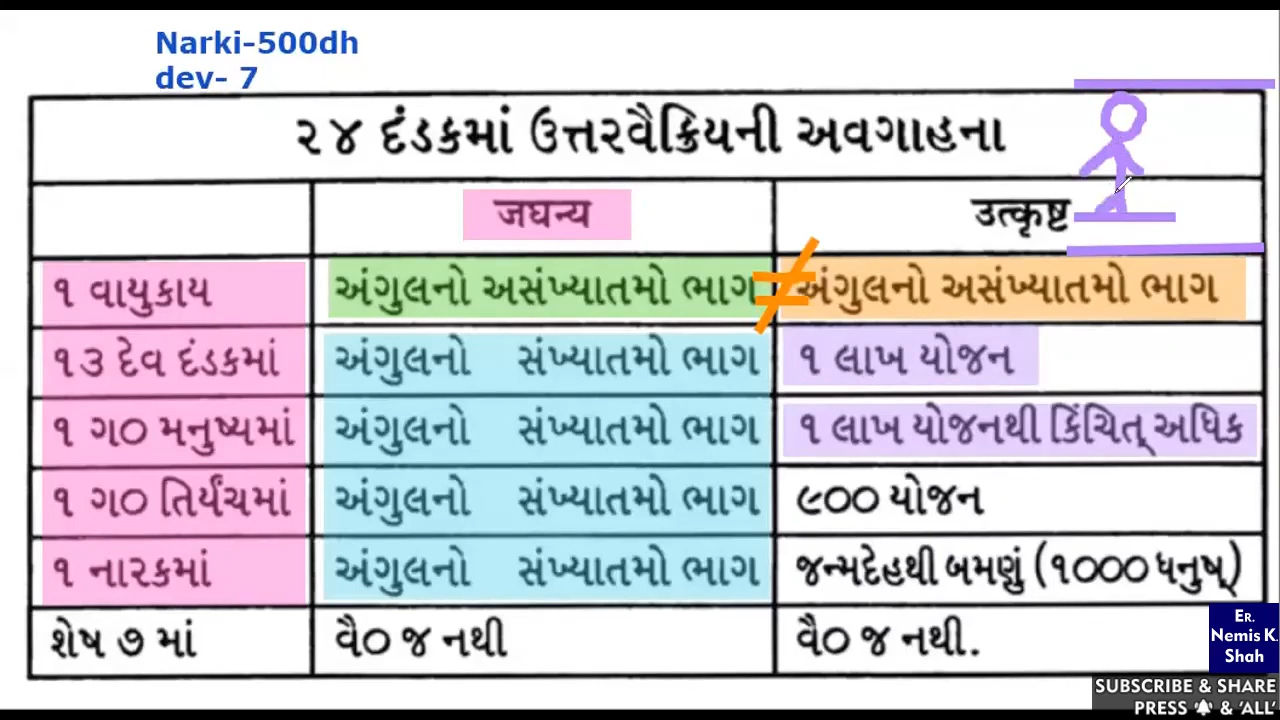 Narki-500dh
dev- 7
૨૪ દંડકમાં ઉત્તરવૈક્રિયની અવગાહના
જઘન્ય ઉત્કૃષ્ટ
૧ વાયુકાય અંગુલનો અસંખ્યાતમો ભાગ ≠ અંગુલનો અસંખ્યાતમો ભાગ
૧૩ દેવ દંડકમાં અંગુલનો સંખ્યાતમો ભાગ ૧ લાખ યોજન
૧ ગ૦ મનુષ્યમાં અંગુલનો સંખ્યાતમો ભાગ ૧ લાખ યોજનથી કિંચિત્ અધિક
૧ ગ૦ તિર્યંચમાં અંગુલનો સંખ્યાતમો ભાગ ૯૦૦ યોજન
૧ નારકમાં અંગુલનો સંખ્યાતમો ભાગ જન્મદેહથી બમણું (૧૦૦૦ ધનુષ્)
શેષ ૭ માં વૈ૦ જ નથી વૈ૦ જ નથી.
ER.
Nemis K.
Shah
SUBSCRIBE & SHARE
PRESS 🔔 & 'ALL'